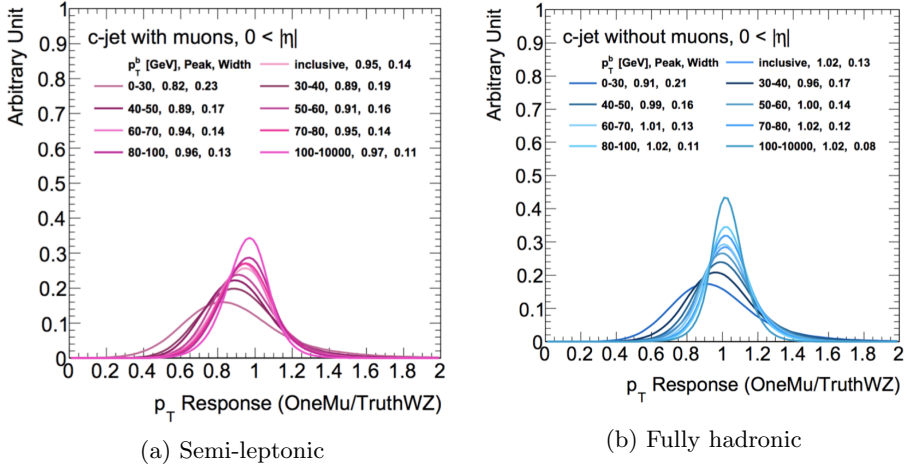 Arbitrary Unit
1
0.9
0.8
0.7
0.6
0.5
0.4
0.3
0.2
0.1
0
c-jet with muons, 0 < |η|
p_T^b [GeV], Peak, Width
inclusive, 0.95, 0.14
0-30, 0.82, 0.23
30-40, 0.89, 0.19
40-50, 0.89, 0.17
50-60, 0.91, 0.16
60-70, 0.94, 0.14
70-80, 0.95, 0.14
80-100, 0.96, 0.13
100-10000, 0.97, 0.11
0 0.2 0.4 0.6 0.8 1 1.2 1.4 1.6 1.8 2
p_T Response (OneMu/TruthWZ)
(a) Semi-leptonic
Arbitrary Unit
1
0.9
0.8
0.7
0.6
0.5
0.4
0.3
0.2
0.1
0
c-jet without muons, 0 < |η|
p_T^b [GeV], Peak, Width
inclusive, 1.02, 0.13
0-30, 0.91, 0.21
30-40, 0.96, 0.17
40-50, 0.99, 0.16
50-60, 1.00, 0.14
60-70, 1.01, 0.13
70-80, 1.02, 0.12
80-100, 1.02, 0.11
100-10000, 1.02, 0.08
0 0.2 0.4 0.6 0.8 1 1.2 1.4 1.6 1.8 2
p_T Response (OneMu/TruthWZ)
(b) Fully hadronic